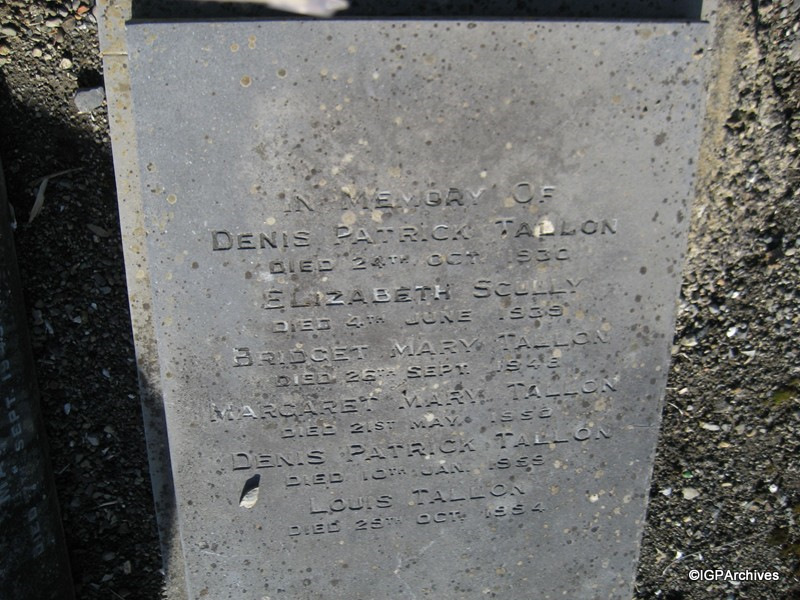 IN MEMORY OF
DENIS PATRICK TALLON
DIED 24TH OCT. 1930
ELIZABETH SCULLY
DIED 4TH JUNE 1939
BRIDGET MARY TALLON
DIED 26TH SEPT.
MARGARET MARY TALLON
DIED 21ST MAY.
DENIS PATRICK TALLON
DIED 10TH JAN. 1959
LOUIS TALLON
DIED OCT. 1964
©IGPArchives